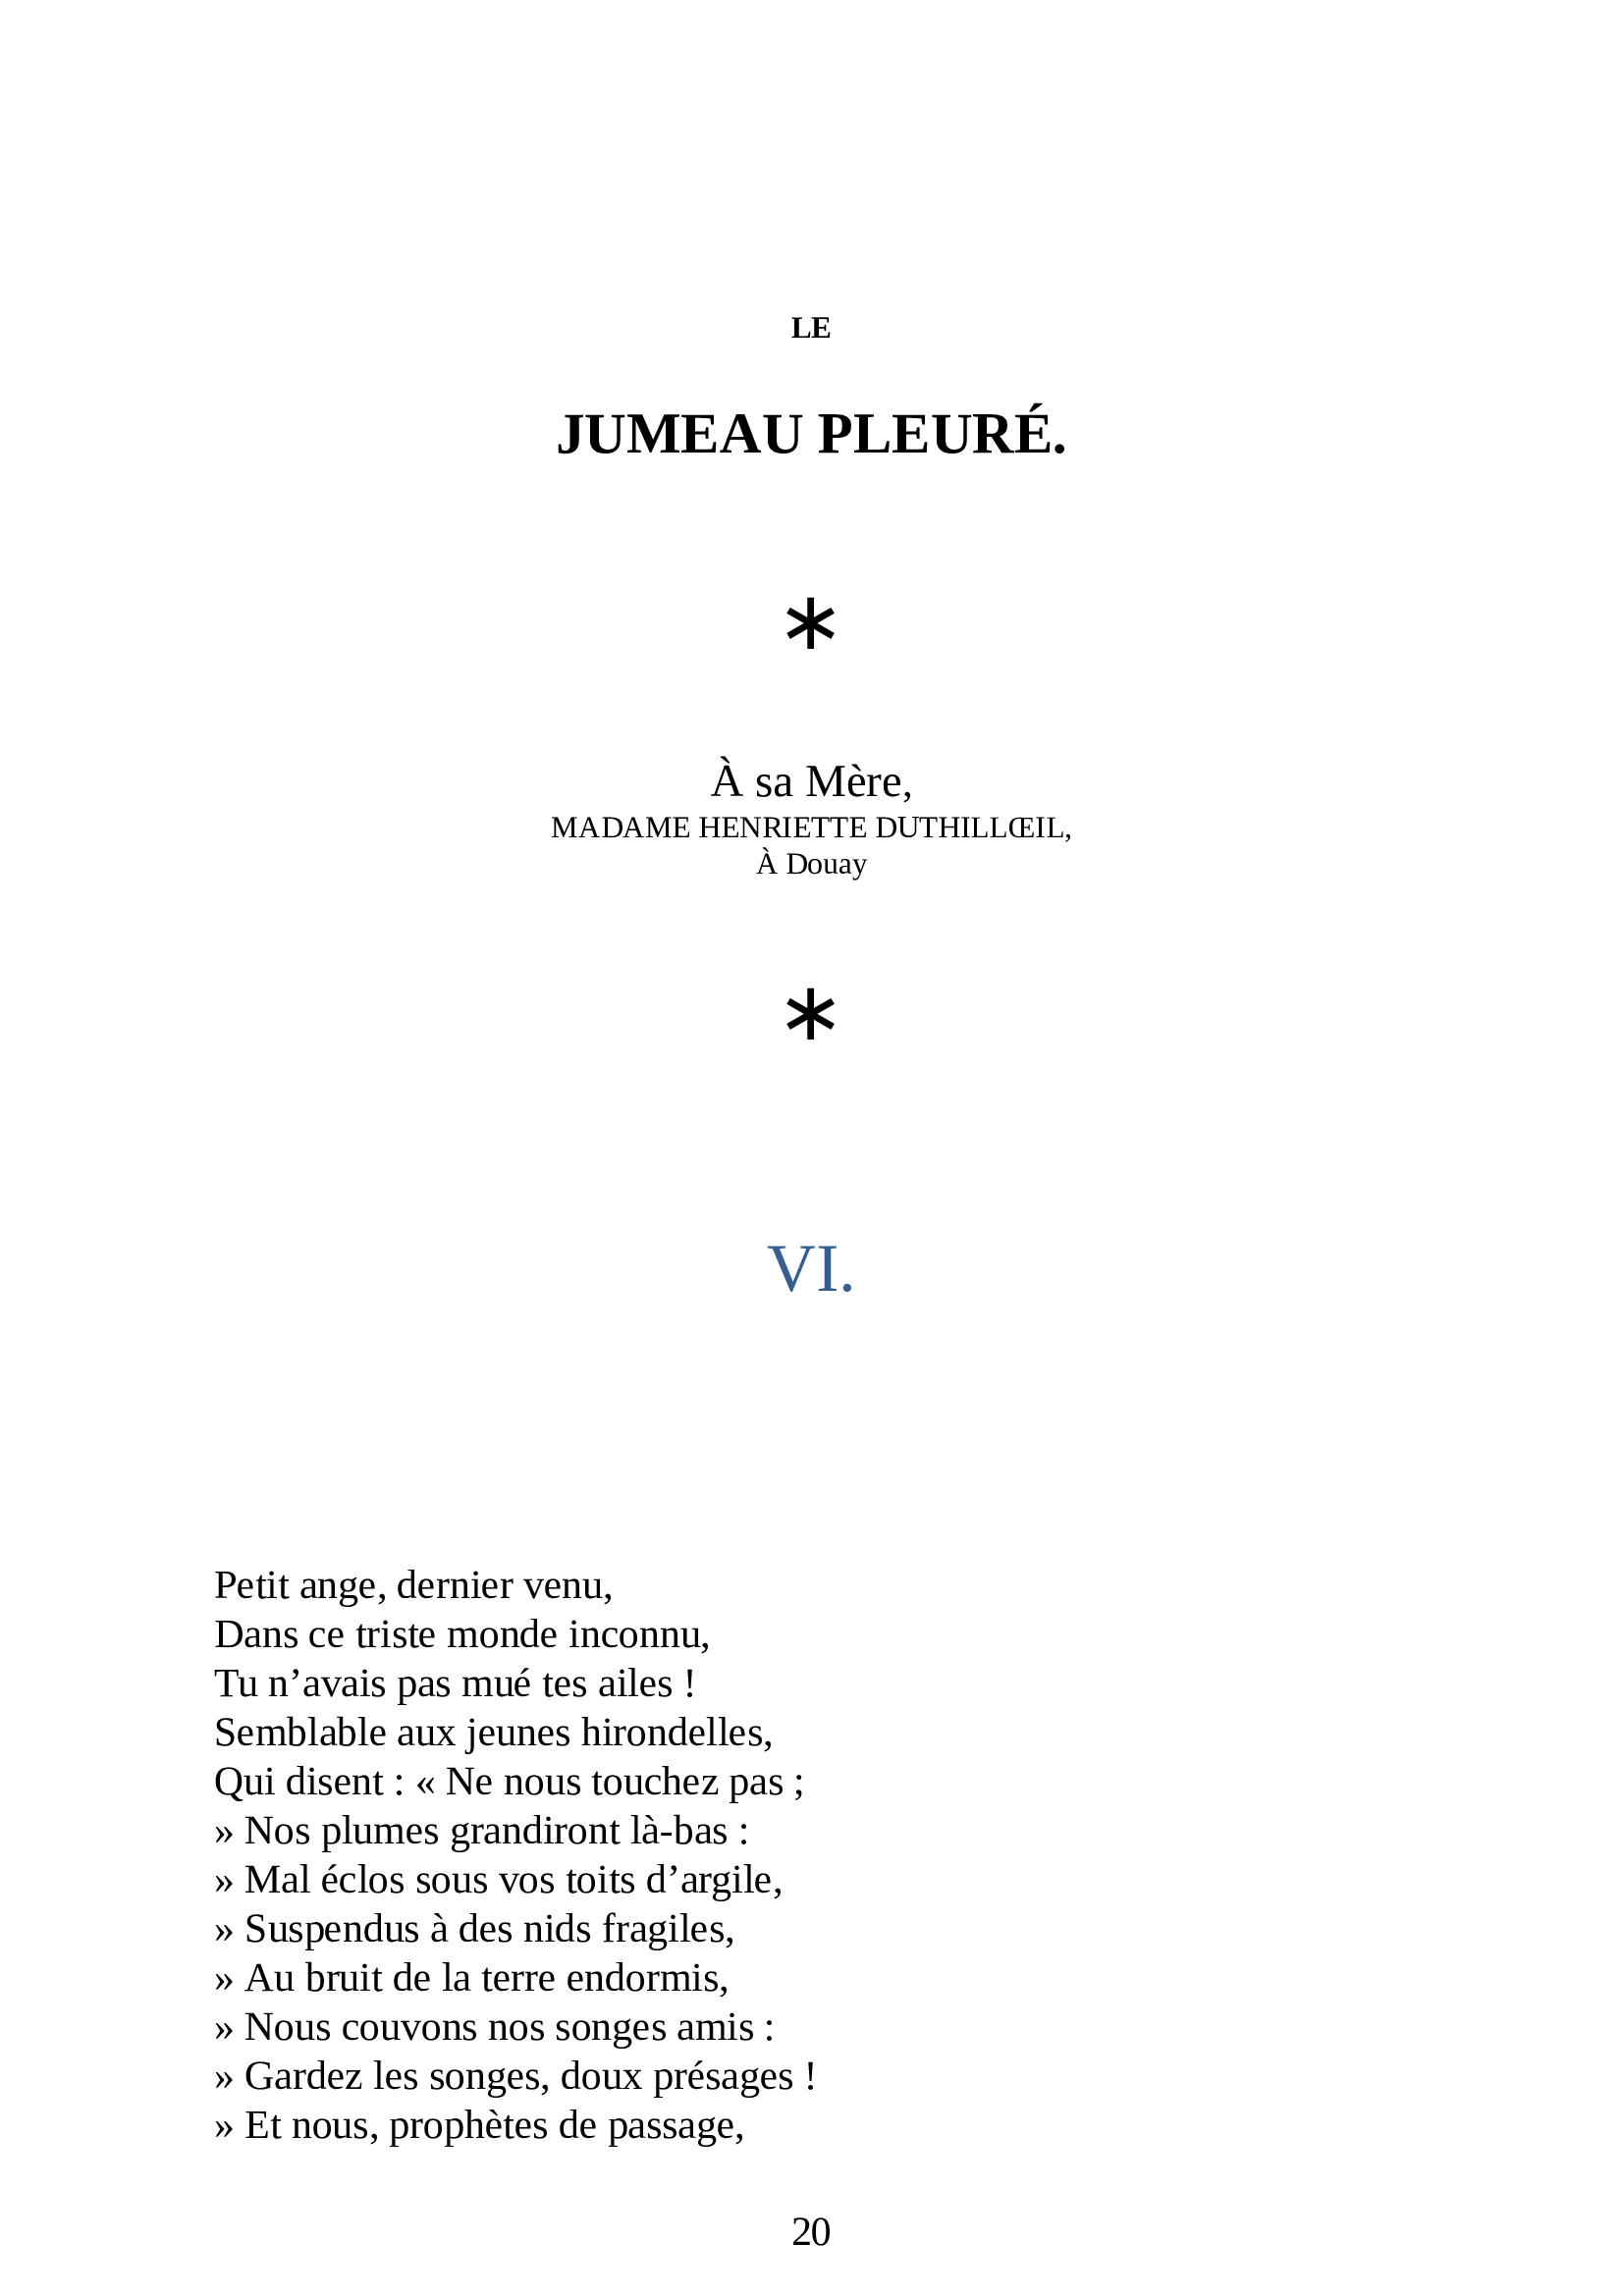 LE
JUMEAU PLEURÉ.
*
À sa Mère,
MADAME HENRIETTE DUTHILLŒIL,
À Douay
*
VI.
Petit ange, dernier venu,
Dans ce triste monde inconnu,
Tu n’avais pas mué tes ailes !
Semblable aux jeunes hirondelles,
Qui disent : « Ne nous touchez pas ;
» Nos plumes grandiront là-bas :
» Mal éclos sous vos toits d’argile,
» Suspendus à des nids fragiles,
» Au bruit de la terre endormis,
» Nous couvons nos songes amis :
» Gardez les songes, doux présages !
» Et nous, prophètes de passage,
20